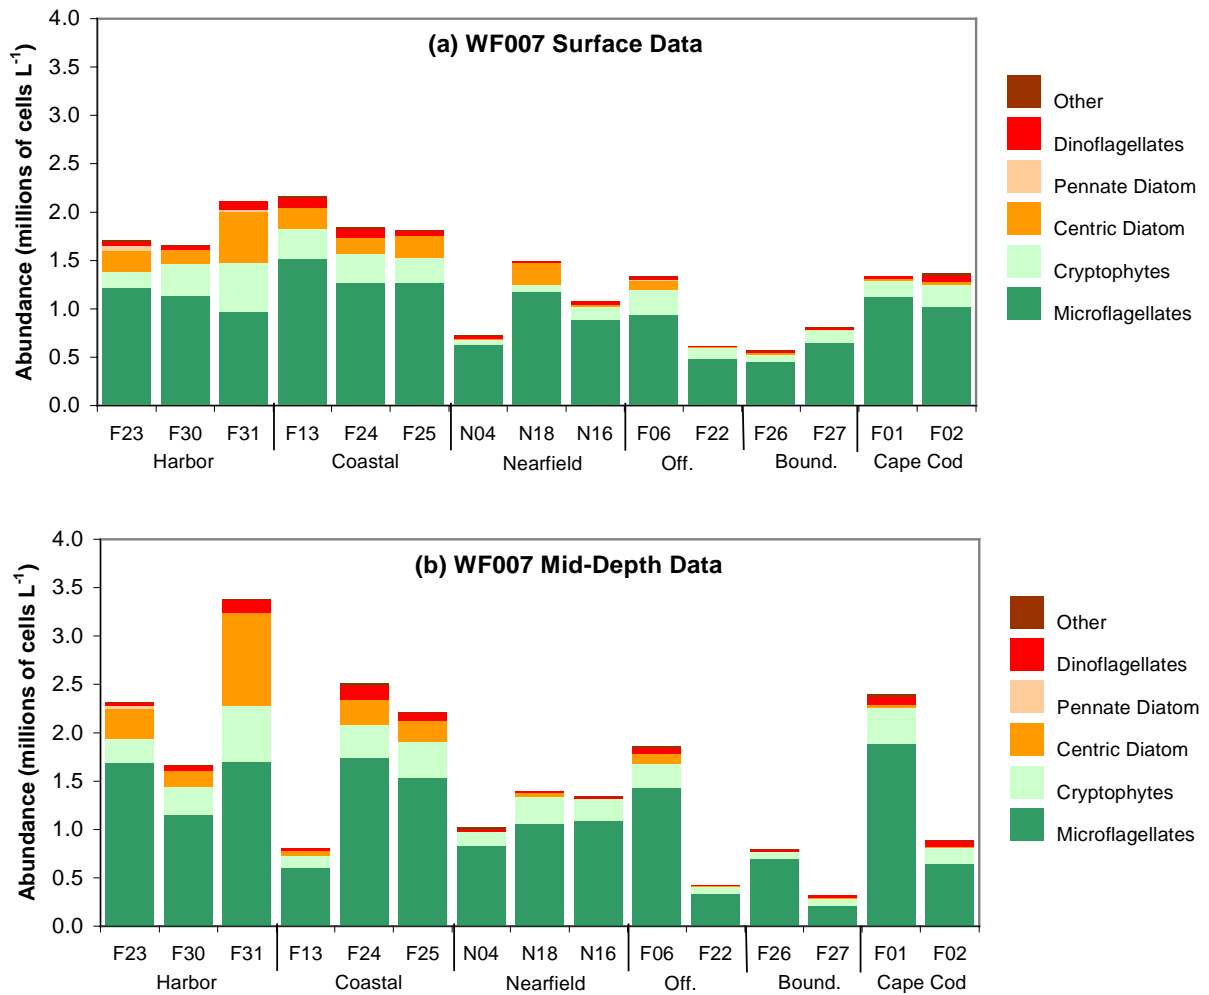 (a) WF007 Surface Data
Abundance (millions of cells L-1)
4.0
3.5
3.0
2.5
2.0
1.5
1.0
0.5
0.0
F23 F30 F31 F13 F24 F25 N04 N18 N16 F06 F22 F26 F27 F01 F02
Harbor Coastal Nearfield Off. Bound. Cape Cod
Other
Dinoflagellates
Pennate Diatom
Centric Diatom
Cryptophytes
Microflagellates
(b) WF007 Mid-Depth Data
Abundance (millions of cells L-1)
4.0
3.5
3.0
2.5
2.0
1.5
1.0
0.5
0.0
F23 F30 F31 F13 F24 F25 N04 N18 N16 F06 F22 F26 F27 F01 F02
Harbor Coastal Nearfield Off. Bound. Cape Cod
Other
Dinoflagellates
Pennate Diatom
Centric Diatom
Cryptophytes
Microflagellates